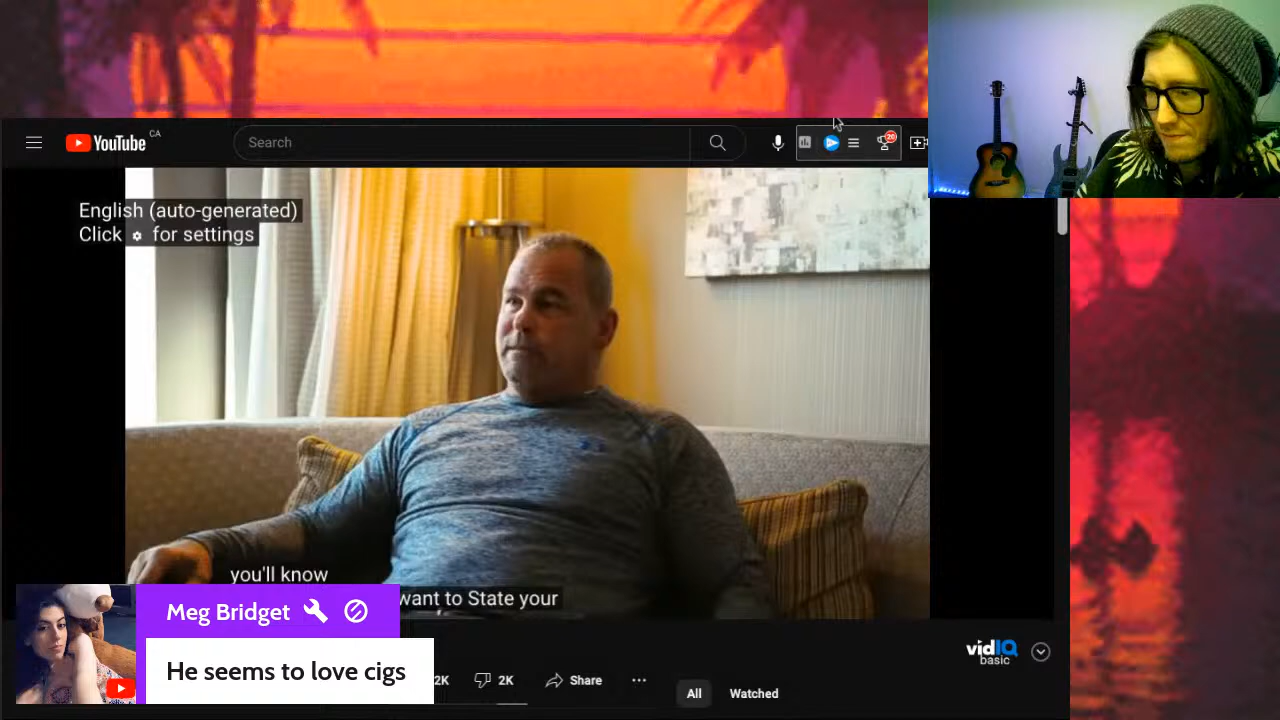 YouTube CA
Search
20
English (auto-generated)
Click for settings
you'll know
want to State your
Meg Bridget
He seems to love cigs
2K
2K
Share
...
All
Watched
vidIQ
basic